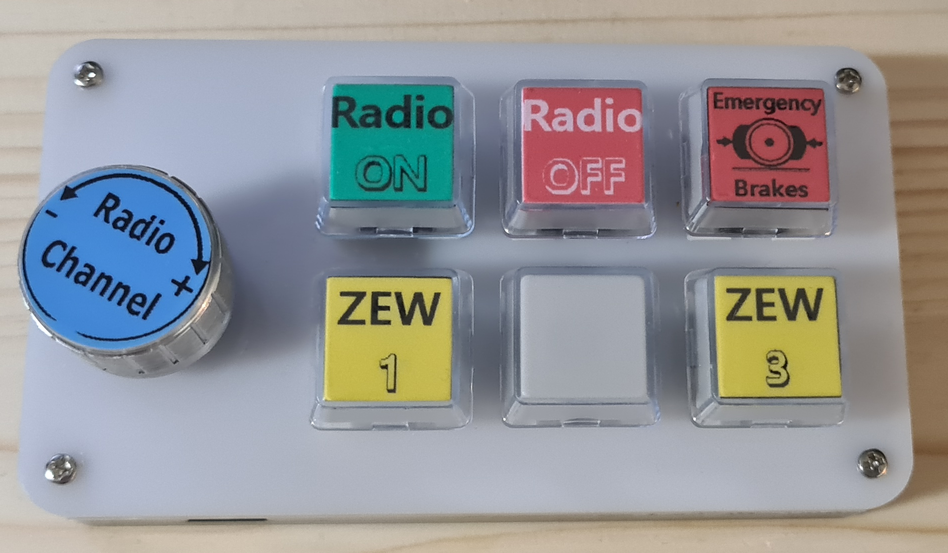 Radio
ON
Radio
OFF
Emergency
Brakes
- Radio
Channel +
ZEW
1
ZEW
3